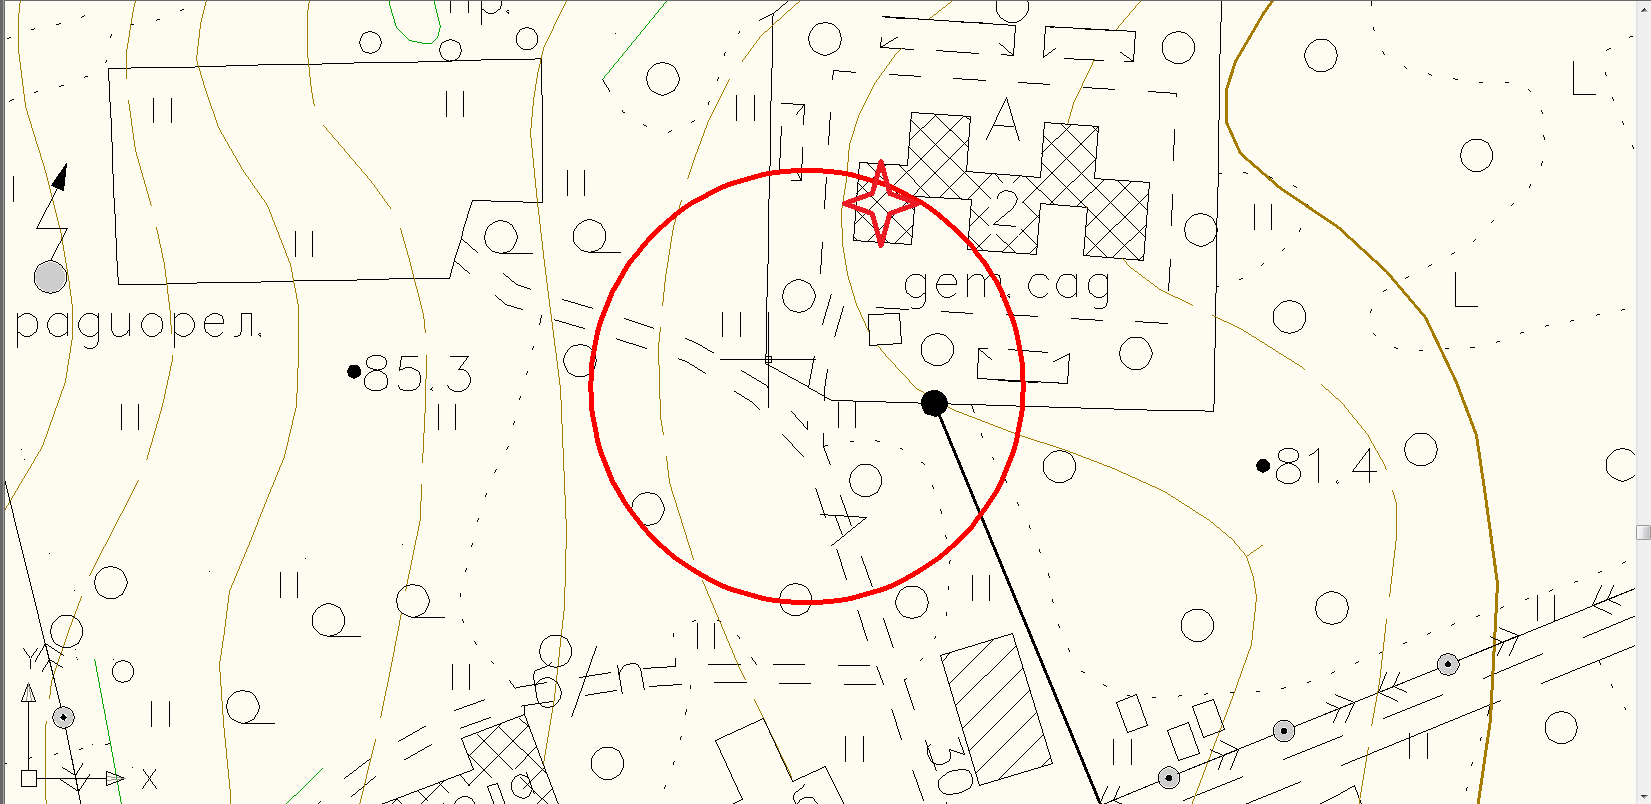 пр.
А
2
дет. сад
радиорел.
85.3
81.4
б/п
30
Y
X